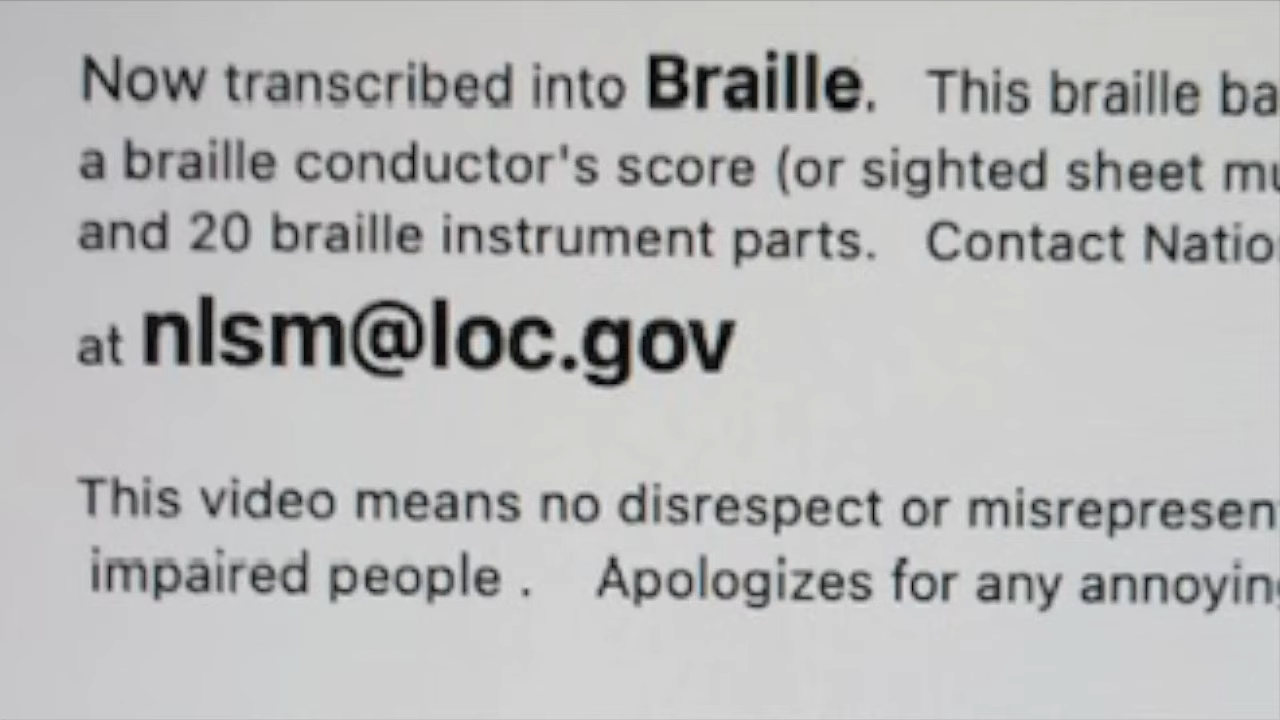 Now transcribed into Braille. This braille
a braille conductor's score (or sighted sheet
and 20 braille instrument parts. Contact
at nlsm@loc.gov
This video means no disrespect or
impaired people . Apologizes for any